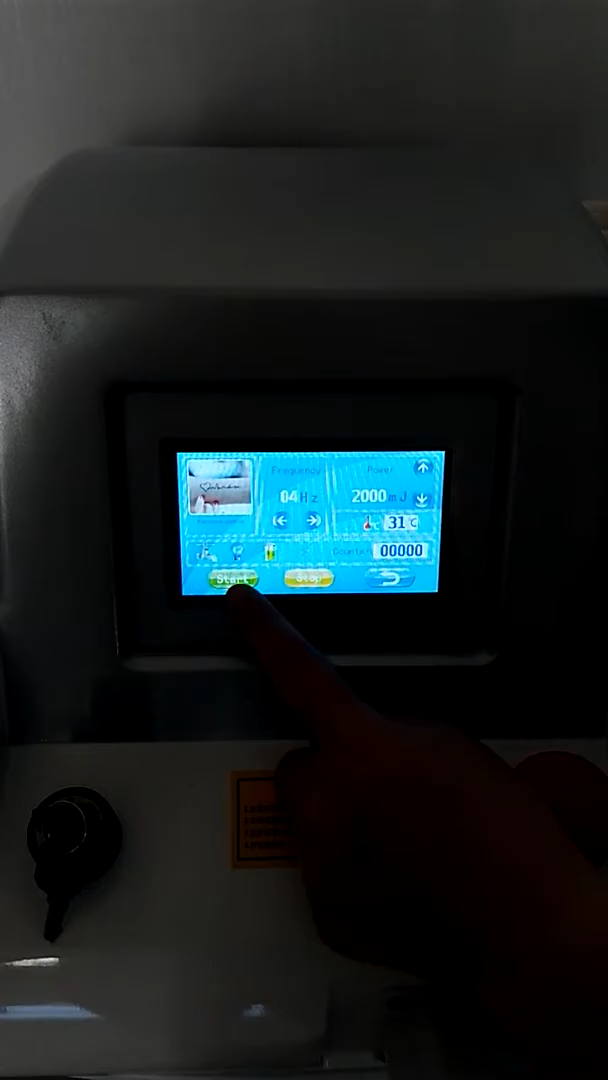 Frequency
Power
04Hz
2000mJ
31℃
Counter
00000
Start
Stop